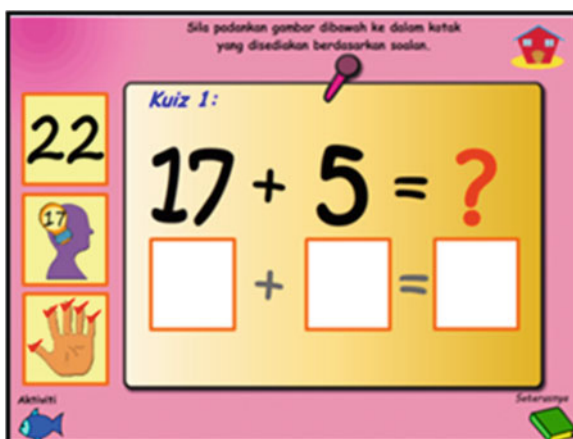 Sila padankan gambar dibawah ke dalam kotak
yang disediakan berdasarkan soalan.
Kuiz 1:
22
17 + 5 = ?
17
+ =
Aktiviti
Seterusnya